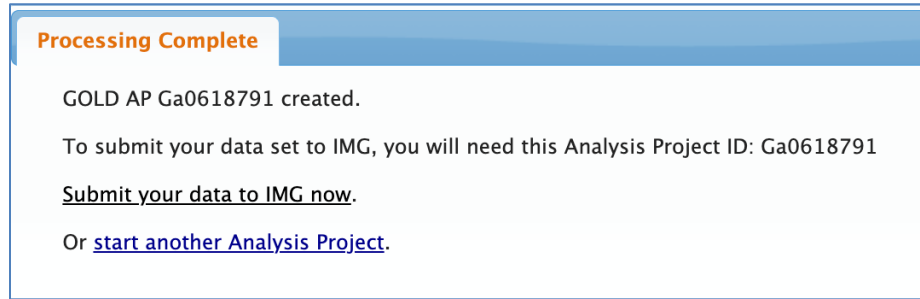 Processing Complete
GOLD AP Ga0618791 created.
To submit your data set to IMG, you will need this Analysis Project ID: Ga0618791
Submit your data to IMG now.
Or start another Analysis Project.